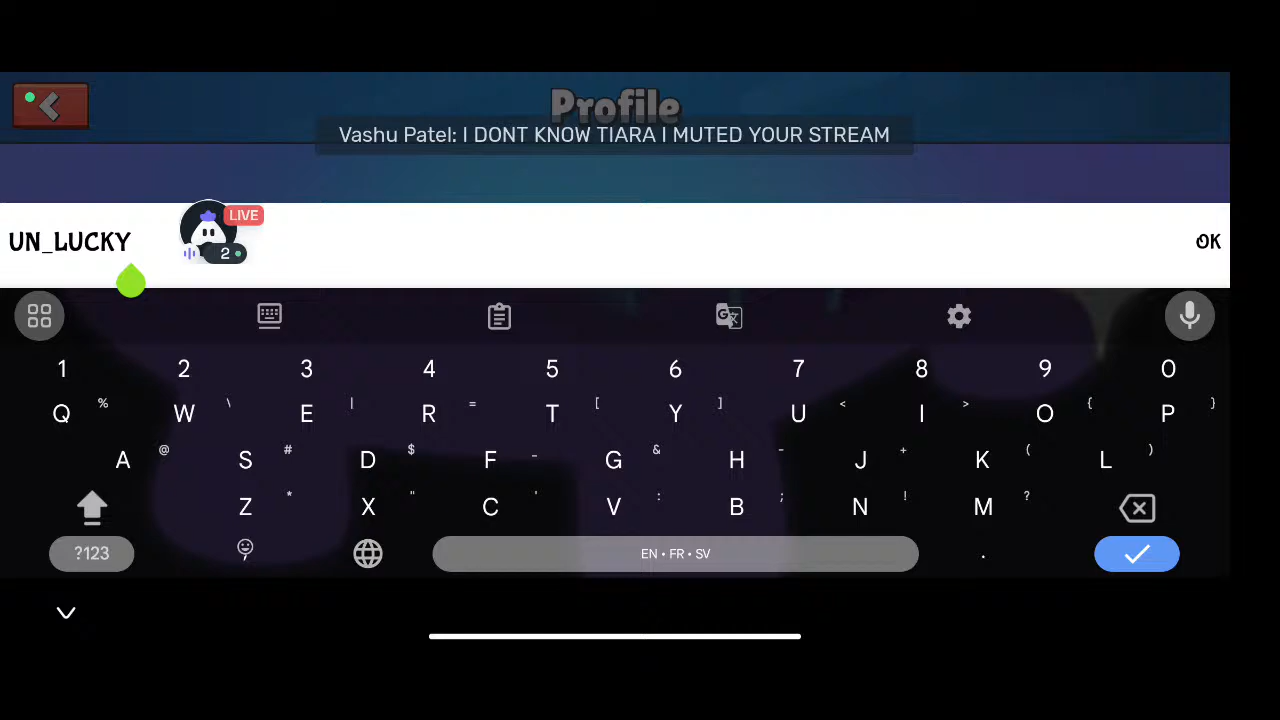 Profile
Vashu Patel: I DONT KNOW TIARA I MUTED YOUR STREAM
LIVE
UN_LUCKY
2
OK
1 2 3 4 5 6 7 8 9 0
Q % W \ E | R = T [ Y ] U < I > O { P }
A @ S # D $ F _ G & H - J + K ( L )
Z * X " C ' V : B ; N ! M ?
?123 EN • FR • SV .